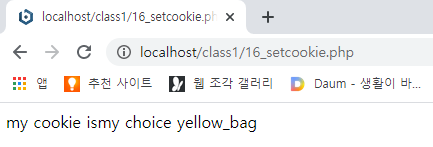 localhost/class1/16_setcookie.ph
localhost/class1/16_setcookie.php
앱 추천 사이트 웹 조각 갤러리 Daum - 생활이 바...
my cookie ismy choice yellow_bag